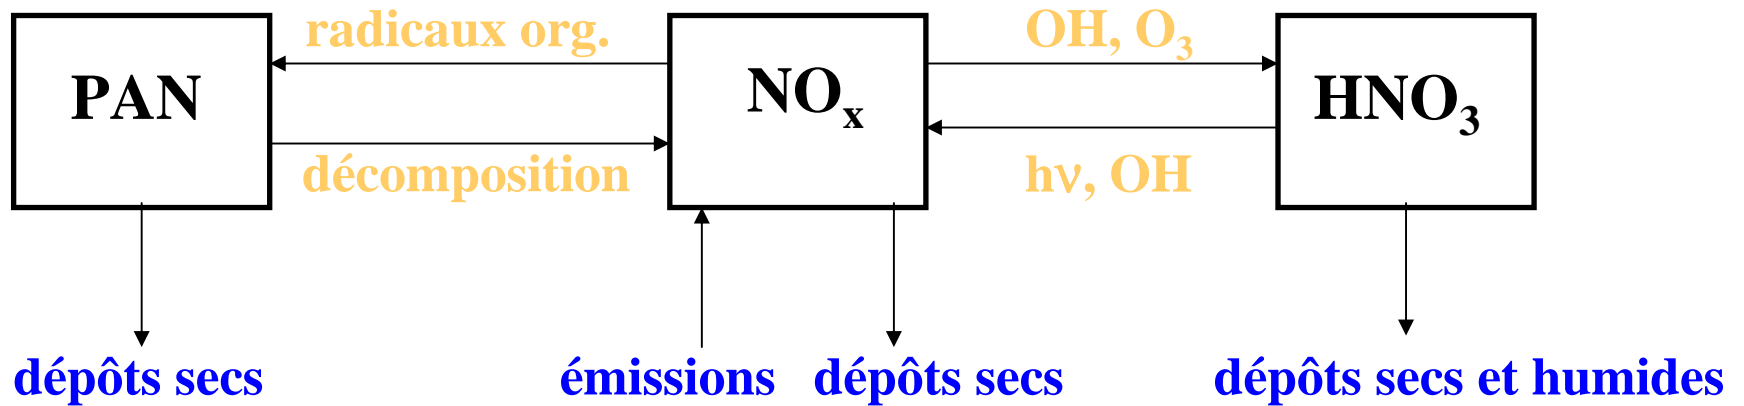 radicaux org.
OH, O₃
PAN
NOₓ
HNO₃
décomposition
hν, OH
dépôts secs
émissions
dépôts secs
dépôts secs et humides